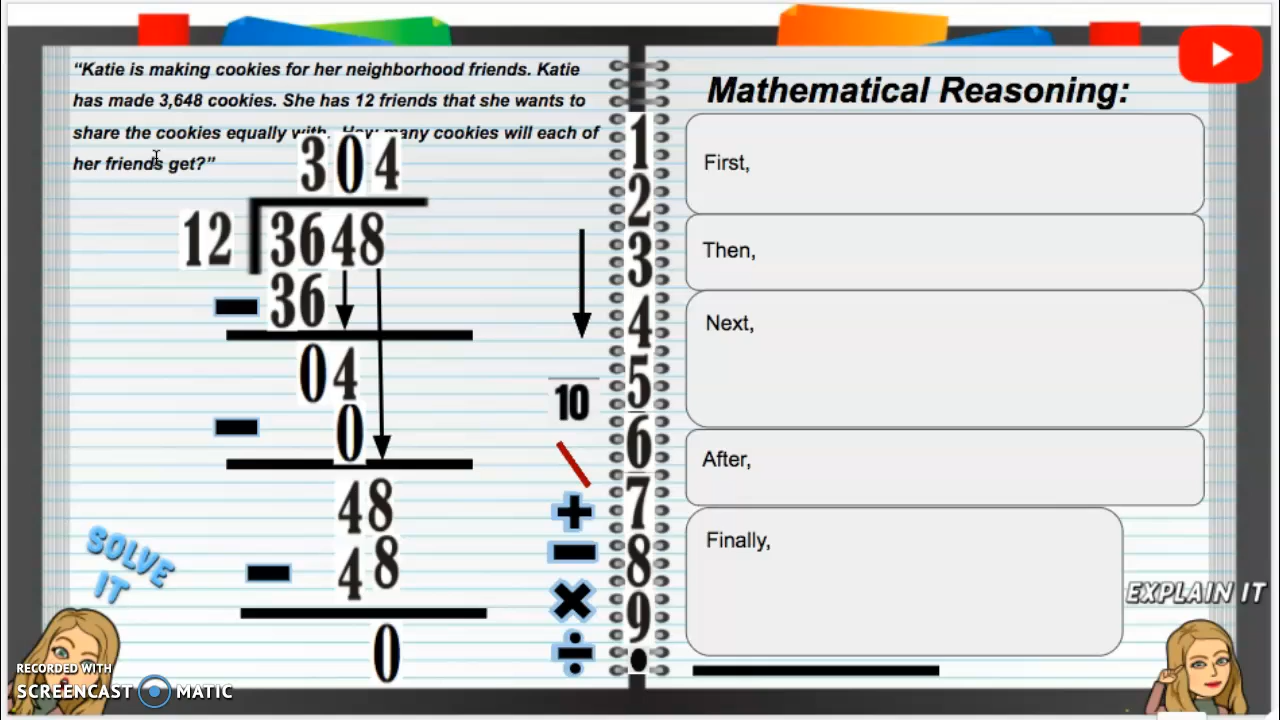 “Katie is making cookies for her neighborhood friends. Katie
has made 3,648 cookies. She has 12 friends that she wants to
share the cookies equally with. How many cookies will each of
her friends get?”
304
12 3648
- 36
04
- 0
48
- 48
0
SOLVE
IT
10
+
-
×
÷
1
2
3
4
5
6
7
8
9
.
Mathematical Reasoning:
First,
Then,
Next,
After,
Finally,
EXPLAIN IT
RECORDED WITH
SCREENCAST MATIC